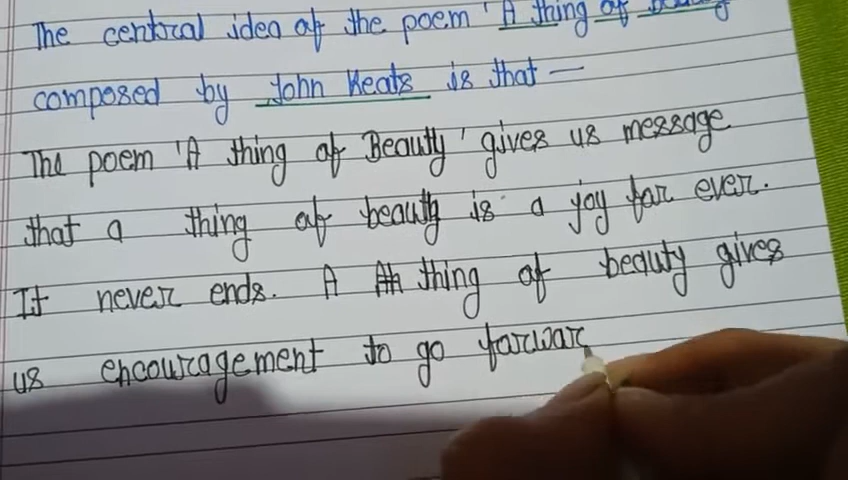 The central idea of the poem 'A thing of Beauty
composed by John Keats is that —
The poem 'A thing of Beauty' gives us message
that a thing of beauty is a joy for ever.
It never ends. A thing of beauty gives
us encouragement to go forwar